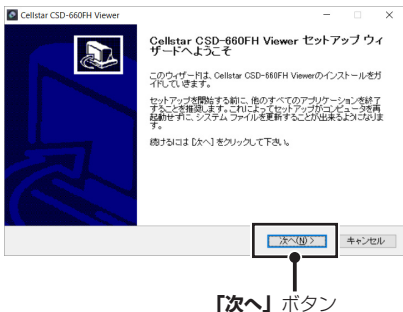 Cellstar CSD-660FH Viewer
Cellstar CSD-660FH Viewer セットアップ ウィ
ザードへようこそ
このウィザードは、Cellstar CSD-660FH Viewerのインストールをガ
イドしていきます。
セットアップを開始する前に、他のすべてのアプリケーションを終了
することを推奨します。これによってセットアップがコンピュータを再
起動せずに、システム ファイルを更新することが出来るようになりま
す。
続けるには [次へ] をクリックして下さい。
次へ(N) >
キャンセル
「次へ」ボタン